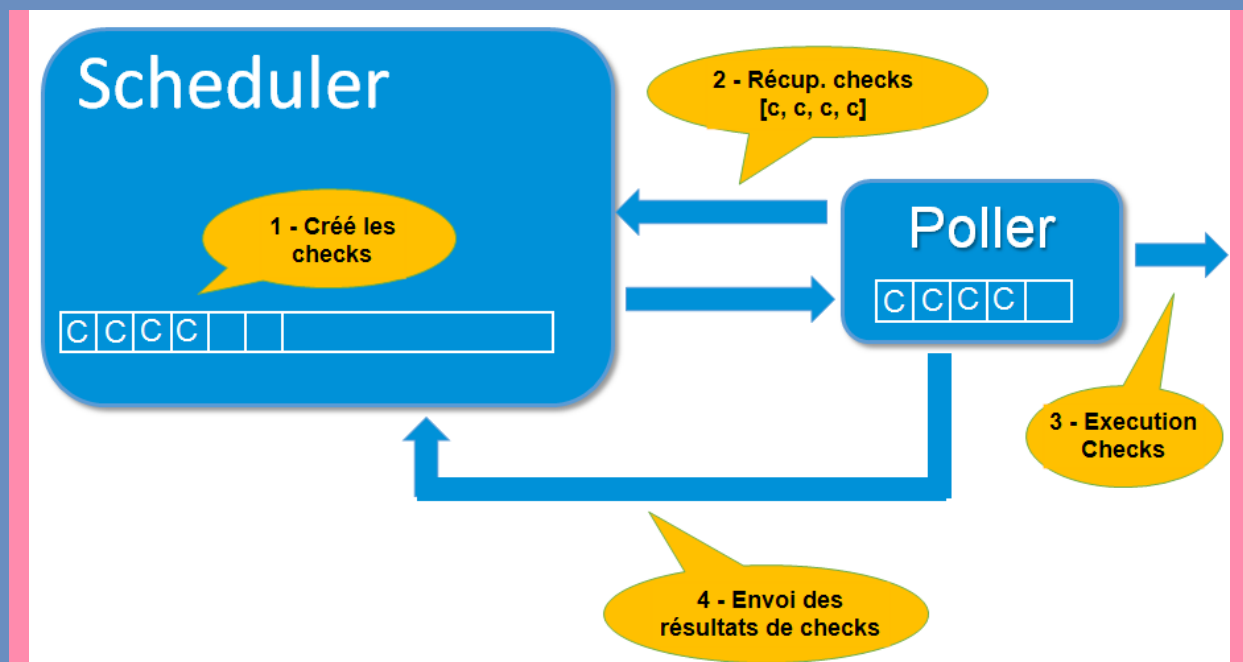 Scheduler
2 - Récup. checks
[c, c, c, c]
1 - Créé les
checks
Poller
C C C C
C C C C
3 - Execution
Checks
4 - Envoi des
résultats de checks